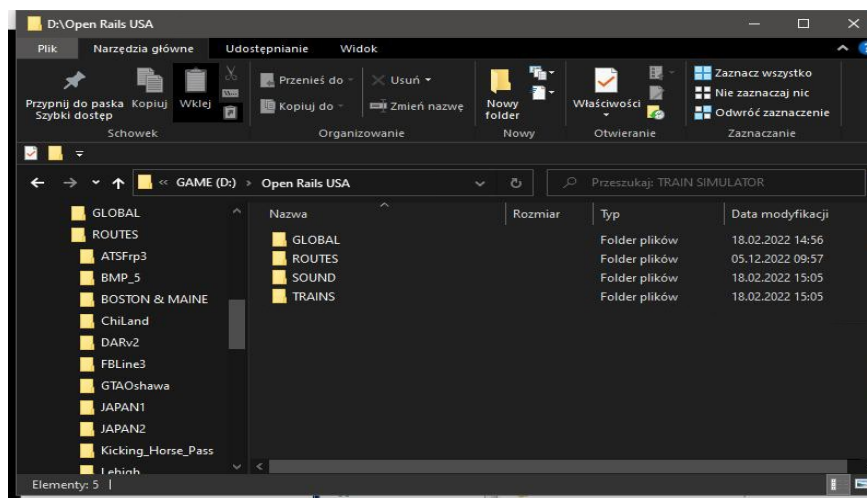 D:\Open Rails USA
Plik Narzędzia główne Udostępnianie Widok
Przypnij do paska Szybki dostęp
Kopiuj
Wklej
Schowek
Przenieś do
Kopiuj do
Usuń
Zmień nazwę
Organizowanie
Nowy folder
Nowy
Właściwości
Otwieranie
Zaznacz wszystko
Nie zaznaczaj nic
Odwróć zaznaczenie
Zaznaczanie
« GAME (D:) > Open Rails USA
Przeszukaj: TRAIN SIMULATOR
GLOBAL
ROUTES
ATSFrp3
BMP_5
BOSTON & MAINE
ChiLand
DARv2
FBLine3
GTAOshawa
JAPAN1
JAPAN2
Kicking_Horse_Pass
Lehigh
Nazwa Rozmiar Typ Data modyfikacji
GLOBAL Folder plików 18.02.2022 14:56
ROUTES Folder plików 05.12.2022 09:57
SOUND Folder plików 18.02.2022 15:05
TRAINS Folder plików 18.02.2022 15:05
Elementy: 5